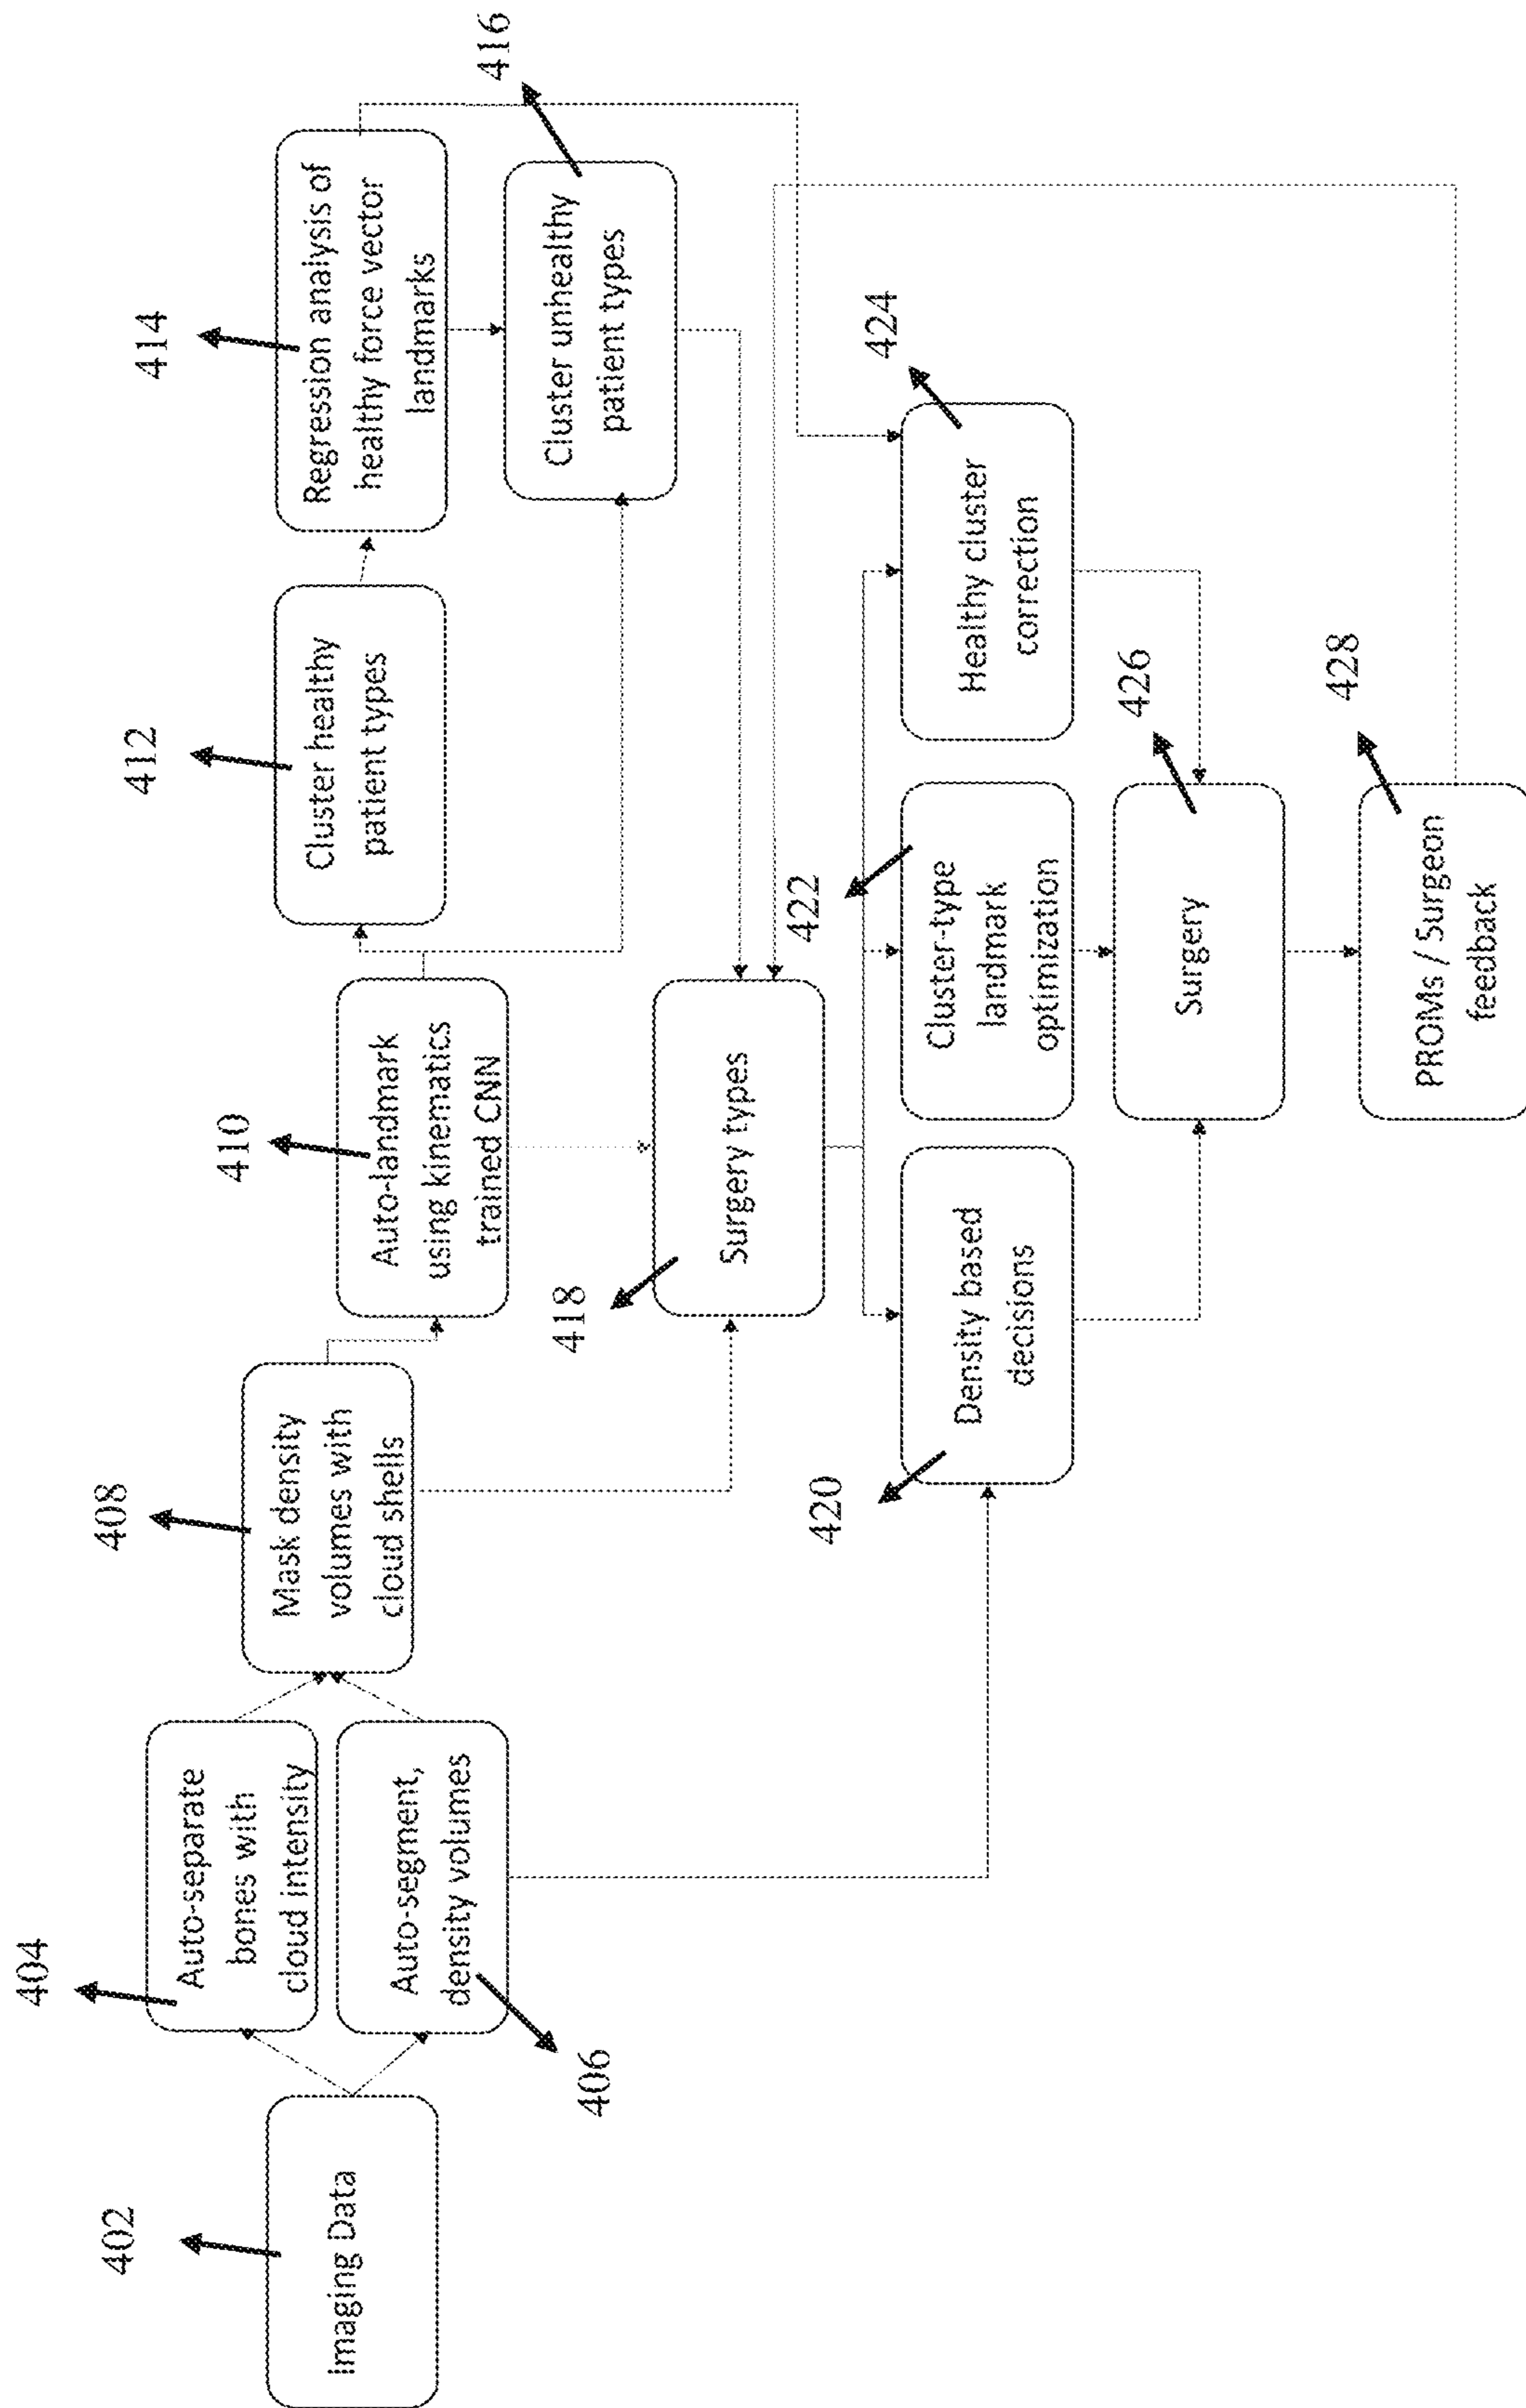 402
Imaging Data
404
Auto-separate
bones with
cloud intensity
Auto-segment,
density volumes
406
408
Mask density
volumes with
cloud shells
410
Auto-landmark
using kinematics
trained CNN
412
Cluster healthy
patient types
414
Regression analysis of
healthy force vector
landmarks
416
Cluster unhealthy
patient types
418
Surgery types
420
Density based
decisions
422
Cluster-type
landmark
optimization
424
Healthy cluster
correction
426
Surgery
428
PROMs / Surgeon
feedback